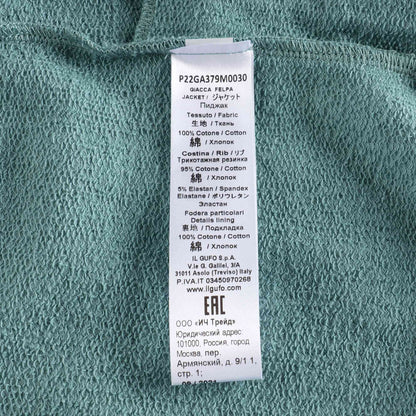 P22GA379M0030
GIACCA FELPA
JACKET / ジャケット /
Пиджак
Tessuto / Fabric
生地 / Ткань
100% Cotone / Cotton
綿 / Хлопок
Costina / Rib / リブ
Трикотажная резинка
95% Cotone / Cotton
綿 / Хлопок
5% Elastan / Spandex
Elastane / ポリウレタン
Эластан
Fodera particolari
Details lining
裏地 / Подкладка
100% Cotone / Cotton
綿 / Хлопок
IL GUFO S.p.A.
V.ia G. Galilei, 3/A
31011 Asolo (Treviso) Italy
P.IVA.IT 03450970268
www.ilgufo.com
EAC
ООО «ИЧ Трейд»
Юридический адрес
101000, Россия, город
Москва, пер.
Армянский, д. 9/1 1,
стр. 1;